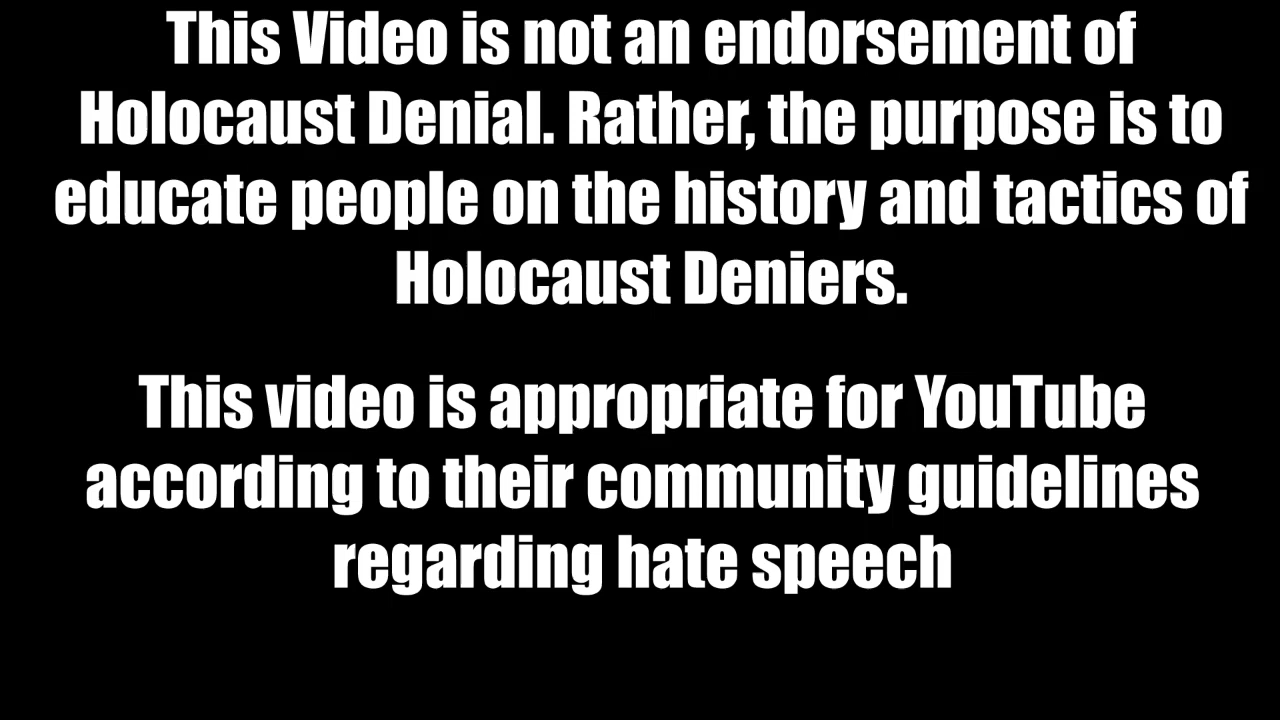 This Video is not an endorsement of
Holocaust Denial. Rather, the purpose is to
educate people on the history and tactics of
Holocaust Deniers.
This video is appropriate for YouTube
according to their community guidelines
regarding hate speech